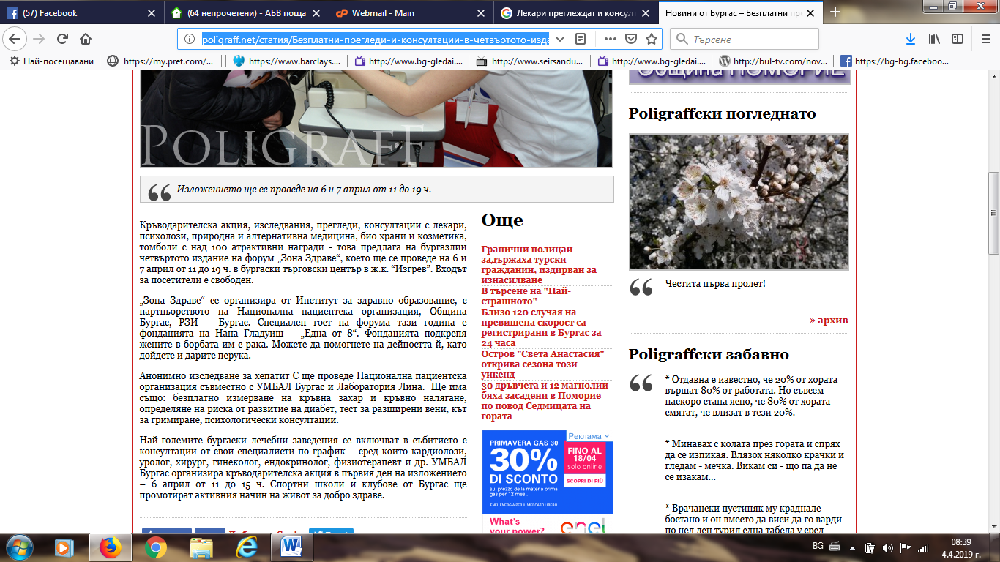 (57) Facebook
(64 непрочетени) - АБВ поща
Webmail - Main
Лекари преглеждат и консулт
Новини от Бургас – Безплатни пр
poligraff.net/статия/Безплатни-прегледи-и-консултации-в-четвъртото-изда
Търсене
Най-посещавани
https://my.pret.com/...
https://www.barclays....
http://www.bg-gledai....
http://www.seirsandu...
http://www.bg-gledai....
http://bul-tv.com/nov...
https://bg-bg.faceboo...
POLIGRAFF
Изложението ще се проведе на 6 и 7 април от 11 до 19 ч.
Кръводарителска акция, изследвания, прегледи, консултации с лекари,
психолози, природна и алтернативна медицина, био храни и козметика,
томболи с над 100 атрактивни награди - това предлага на бургазлии
четвъртото издание на форум „Зона Здраве“, което ще се проведе на 6 и
7 април от 11 до 19 ч. в бургаски търговски център в ж.к. “Изгрев”. Входът
за посетители е свободен.
„Зона Здраве“ се организира от Институт за здравно образование, с
партньорството на Национална пациентска организация, Община
Бургас, РЗИ – Бургас. Специален гост на форума тази година е
фондацията на Нана Гладуиш – „Една от 8“. Фондацията подкрепя
жените в борбата им с рака. Можете да помогнете на дейността й, като
дойдете и дарите перука.
Анонимно изследване за хепатит С ще проведе Национална пациентска
организация съвместно с УМБАЛ Бургас и Лаборатория Лина. Ще има
също: безплатно измерване на кръвна захар и кръвно налягане,
определяне на риска от развитие на диабет, тест за разширени вени, кът
за гримиране, психологически консултации.
Най-големите бургаски лечебни заведения се включват в събитието с
консултации от свои специалисти по график – сред които кардиолози,
уролог, хирург, гинеколог, ендокринолог, физиотерапевт и др. УМБАЛ
Бургас организира кръводарителска акция в първия ден на изложението
– 6 април от 11 до 15 ч. Спортни школи и клубове от Бургас ще
промотират активния начин на живот за добро здраве.
Още
Гранични полицаи
задържаха турски
гражданин, издирван за
изнасилване
В търсене на "Най-
страшното"
Близо 120 случая на
превишена скорост са
регистрирани в Бургас за
24 часа
Остров "Света Анастасия"
открива сезона този
уикенд
30 дръвчета и 12 магнолии
бяха засадени в Поморие
по повод Седмицата на
гората
Реклама
PRIMAVERA GAS 30
30%
DI SCONTO
sul prezzo della materia prima
gas per 12 mesi.
FINO AL
18/04
solo online
SCOPRI DI PIÙ
ENEL ENERGIA PER IL MERCATO LIBERO
What's
your power?
enel
Община ПОМОРИЕ
Poligraffски погледнато
POLIGRAFF
Честита първа пролет!
» архив
Poligraffски забавно
* Отдавна е известно, че 20% от хората
вършат 80% от работата. Но съвсем
наскоро стана ясно, че 80% от хората
смятат, че влизат в тези 20%.
* Минавах с колата през гората и спрях
да се изпикая. Влязох няколко крачки и
гледам - мечка. Викам си - що па да не
се изакам...
* Врачански пустиняк му краднале
бостано и он вместо да виси да го варди
по цел ден турил една табела у сред
BG
08:39
4.4.2019 г.